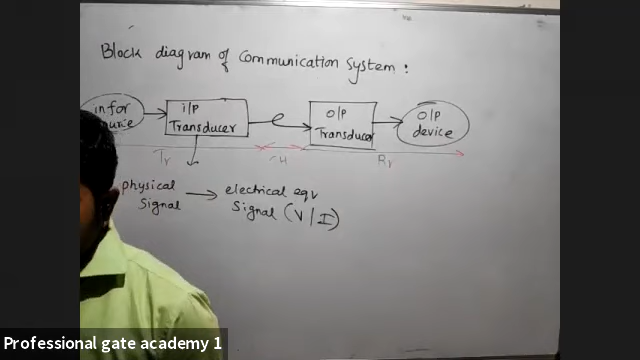 Block diagram of Communication System :
infor
source
i/p
Transducer
O/P
Transducer
O/P
device
Tr
CH
Rr
physical
Signal
electrical eqv
Signal (V/I)
Professional gate academy 1